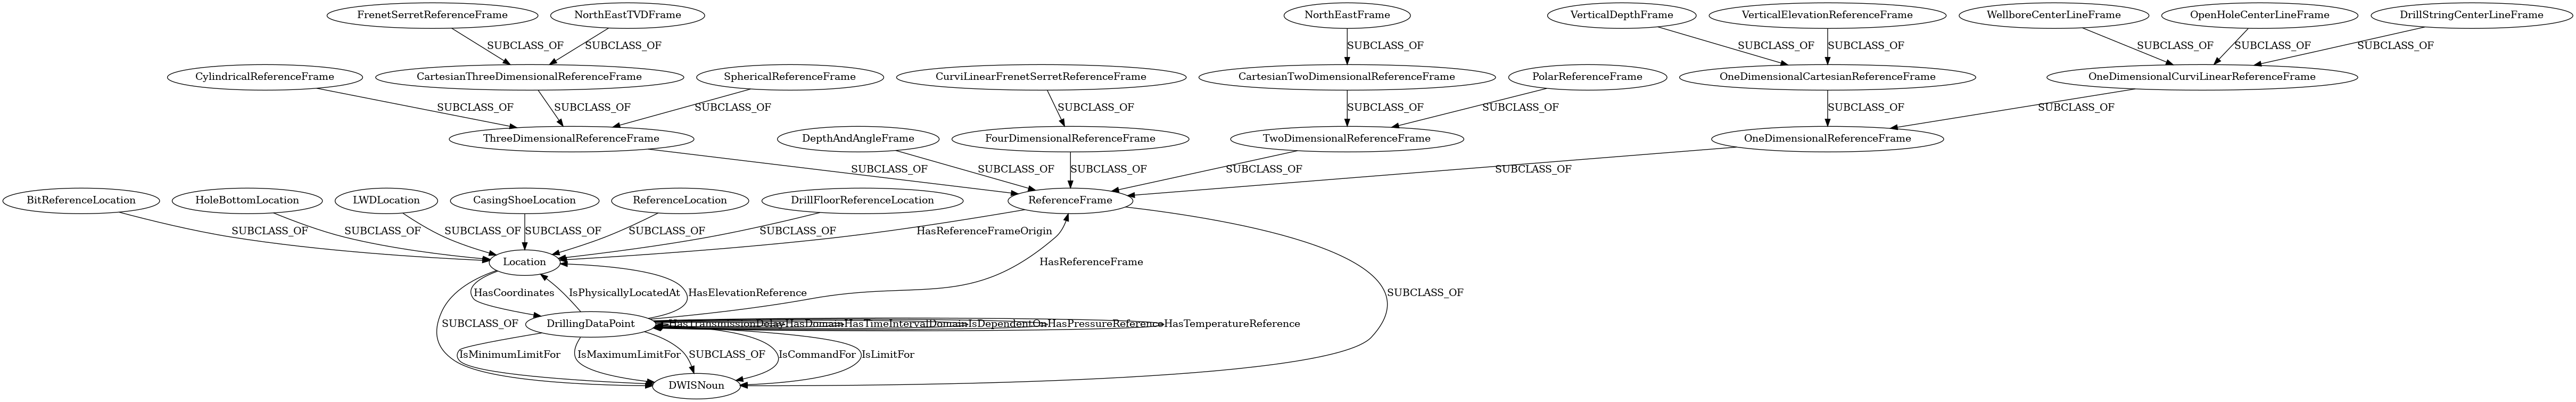 FrenetSerretReferenceFrame
NorthEastTVDFrame
NorthEastFrame
VerticalDepthFrame
VerticalElevationReferenceFrame
WellboreCenterLineFrame
OpenHoleCenterLineFrame
DrillStringCenterLineFrame
SUBCLASS_OF
SUBCLASS_OF
SUBCLASS_OF
SUBCLASS_OF
SUBCLASS_OF
SUBCLASS_OF
SUBCLASS_OF
SUBCLASS_OF
CylindricalReferenceFrame
CartesianThreeDimensionalReferenceFrame
SphericalReferenceFrame
CurviLinearFrenetSerretReferenceFrame
CartesianTwoDimensionalReferenceFrame
PolarReferenceFrame
OneDimensionalCartesianReferenceFrame
OneDimensionalCurviLinearReferenceFrame
SUBCLASS_OF
SUBCLASS_OF
SUBCLASS_OF
SUBCLASS_OF
SUBCLASS_OF
SUBCLASS_OF
SUBCLASS_OF
SUBCLASS_OF
ThreeDimensionalReferenceFrame
DepthAndAngleFrame
FourDimensionalReferenceFrame
TwoDimensionalReferenceFrame
OneDimensionalReferenceFrame
SUBCLASS_OF
SUBCLASS_OF
SUBCLASS_OF
SUBCLASS_OF
SUBCLASS_OF
BitReferenceLocation
HoleBottomLocation
LWDLocation
CasingShoeLocation
ReferenceLocation
DrillFloorReferenceLocation
ReferenceFrame
SUBCLASS_OF
SUBCLASS_OF
SUBCLASS_OF
SUBCLASS_OF
SUBCLASS_OF
SUBCLASS_OF
HasReferenceFrameOrigin
Location
HasReferenceFrame
HasCoordinates
IsPhysicallyLocatedAt
HasElevationReference
SUBCLASS_OF
SUBCLASS_OF
DrillingDataPoint
HasTransmissionDelay
HasDomain
HasTimeIntervalDomain
IsDependentOn
HasPressureReference
HasTemperatureReference
IsMinimumLimitFor
IsMaximumLimitFor
SUBCLASS_OF
IsCommandFor
IsLimitFor
DWISNoun